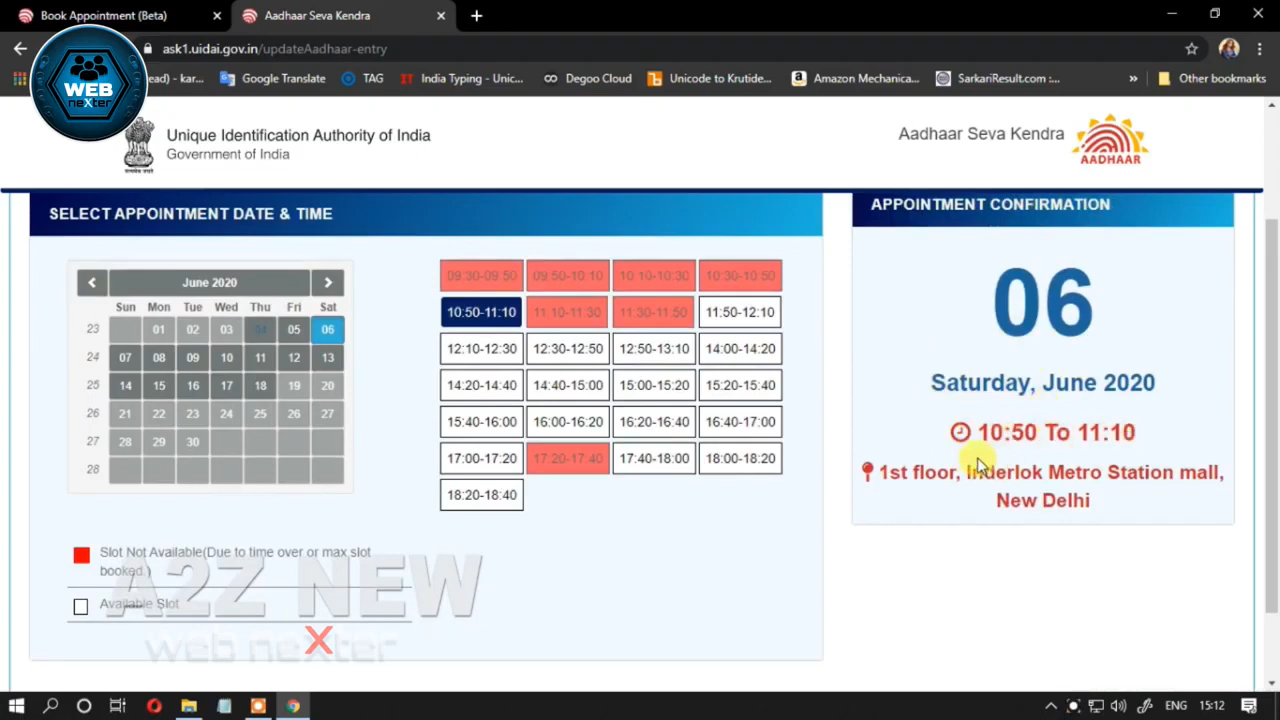 Book Appointment (Beta)
Aadhaar Seva Kendra
ask1.uidai.gov.in/updateAadhaar-entry
ead) - kar...
Google Translate
TAG
India Typing - Unic...
Degoo Cloud
Unicode to Krutide...
Amazon Mechanica...
SarkariResult.com :...
»
Other bookmarks
WEB
neXter
Unique Identification Authority of India
Government of India
सत्यमेव जयते
Aadhaar Seva Kendra
AADHAAR
SELECT APPOINTMENT DATE & TIME
June 2020
Sun Mon Tue Wed Thu Fri Sat
23 01 02 03 04 05 06
24 07 08 09 10 11 12 13
25 14 15 16 17 18 19 20
26 21 22 23 24 25 26 27
27 28 29 30
28
09:30-09:50 09:50-10:10 10:10-10:30 10:30-10:50
10:50-11:10 11:10-11:30 11:30-11:50 11:50-12:10
12:10-12:30 12:30-12:50 12:50-13:10 14:00-14:20
14:20-14:40 14:40-15:00 15:00-15:20 15:20-15:40
15:40-16:00 16:00-16:20 16:20-16:40 16:40-17:00
17:00-17:20 17:20-17:40 17:40-18:00 18:00-18:20
18:20-18:40
Slot Not Available(Due to time over or max slot
booked.)
Available Slot
A2Z NEW
web neXter
APPOINTMENT CONFIRMATION
06
Saturday, June 2020
10:50 To 11:10
1st floor, Inderlok Metro Station mall,
New Delhi
ENG
15:12